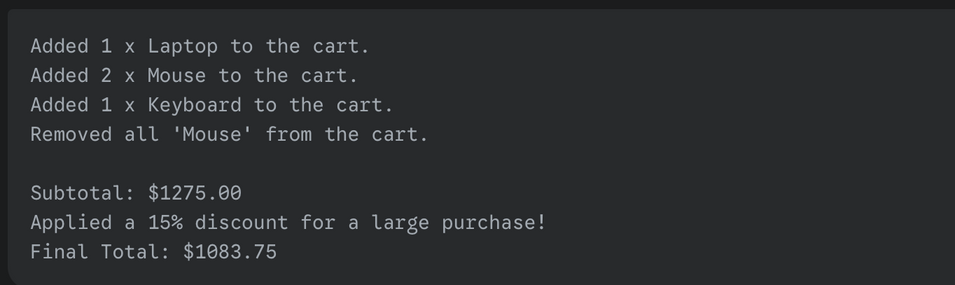 Added 1 x Laptop to the cart.
Added 2 x Mouse to the cart.
Added 1 x Keyboard to the cart.
Removed all 'Mouse' from the cart.
Subtotal: $1275.00
Applied a 15% discount for a large purchase!
Final Total: $1083.75